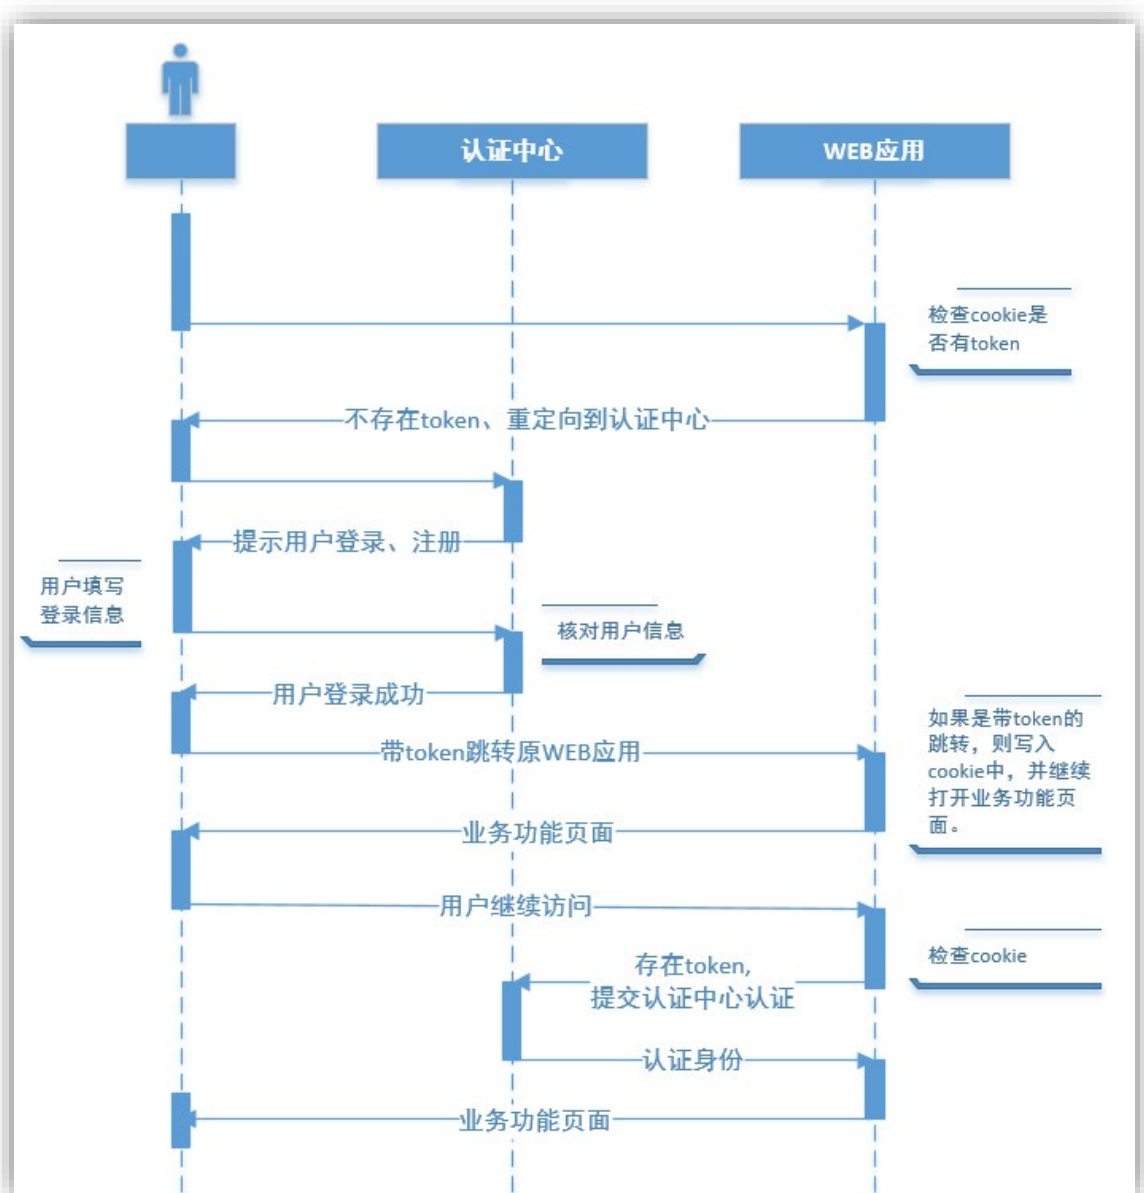 认证中心
WEB应用
检查cookie是
否有token
不存在token、重定向到认证中心
提示用户登录、注册
用户填写
登录信息
核对用户信息
用户登录成功
如果是带token的
跳转，则写入
cookie中，并继续
打开业务功能页
面。
带token跳转原WEB应用
业务功能页面
用户继续访问
检查cookie
存在token,
提交认证中心认证
认证身份
业务功能页面